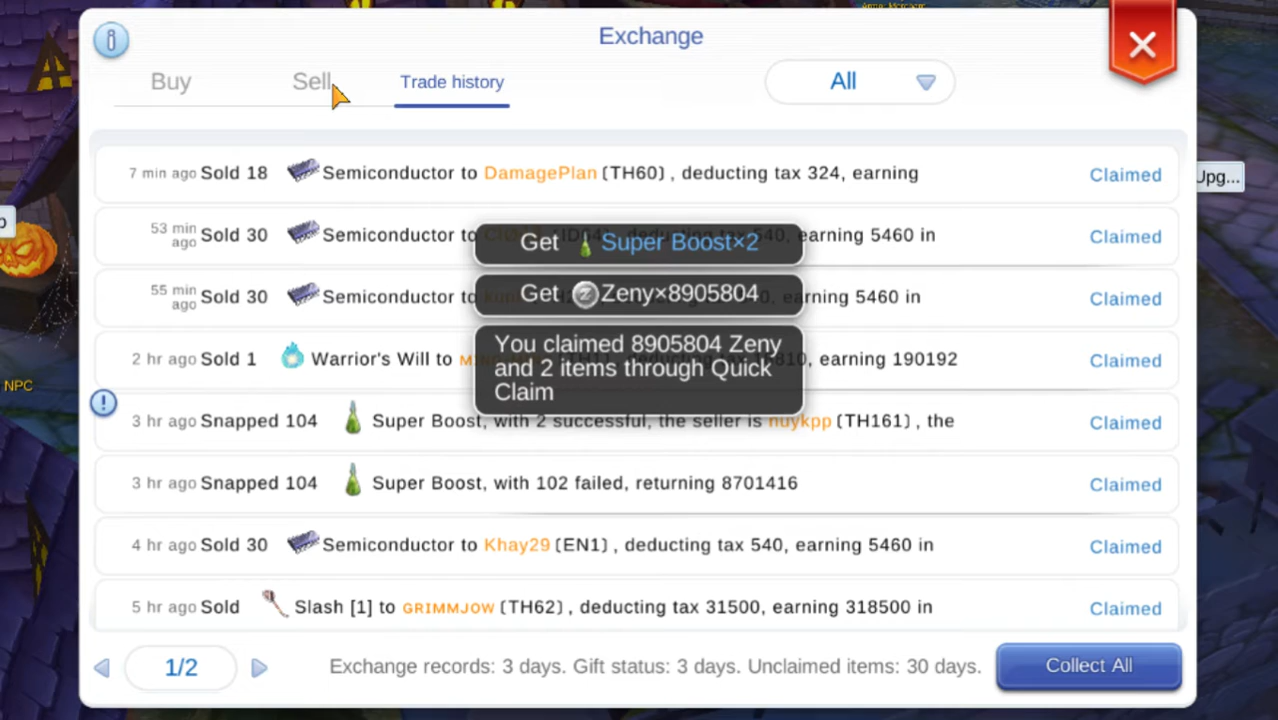 Armor Merchant
Exchange
Buy
Sell
Trade history
All
7 min ago Sold 18 Semiconductor to DamagePlan (TH60) , deducting tax 324, earning Claimed
Upg...
53 min ago Sold 30 Semiconductor to deducting tax 540, earning 5460 in Claimed
Get Super Boost×2
55 min ago Sold 30 Semiconductor to earning 5460 in Claimed
Get Zeny×8905804
2 hr ago Sold 1 Warrior's Will to deducting tax earning 190192 Claimed
You claimed 8905804 Zeny
and 2 items through Quick
Claim
NPC
3 hr ago Snapped 104 Super Boost, with 2 successful, the seller is nuykpp (TH161) , the Claimed
3 hr ago Snapped 104 Super Boost, with 102 failed, returning 8701416 Claimed
4 hr ago Sold 30 Semiconductor to Khay29 (EN1) , deducting tax 540, earning 5460 in Claimed
5 hr ago Sold Slash [1] to GRIMMJOW (TH62) , deducting tax 31500, earning 318500 in Claimed
1/2
Exchange records: 3 days. Gift status: 3 days. Unclaimed items: 30 days.
Collect All